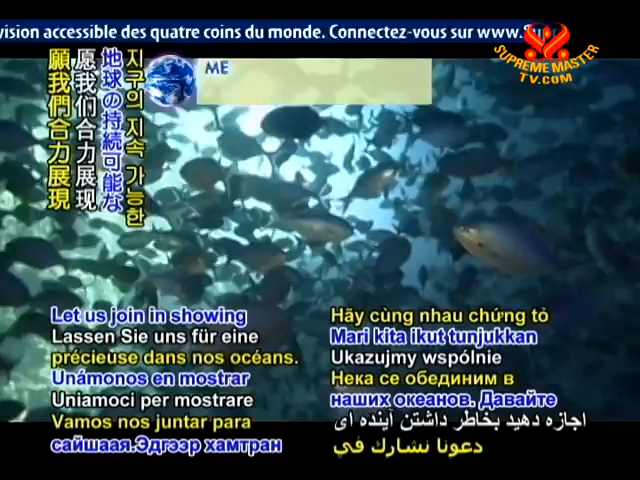 vision accessible des quatre coins du monde. Connectez-vous sur www.Sup
SUPREME MASTER
TV.COM
ME
願我們合力展現
愿我们合力展现
地球の持続可能な
지구의 지속 가능한
Let us join in showing
Lassen Sie uns für eine
précieuse dans nos océans.
Unámonos en mostrar
Uniamoci per mostrare
Vamos nos juntar para
сайшаая.Эдгээр хамтран
Hãy cùng nhau chứng tỏ
Mari kita ikut tunjukkan
Ukazujmy wspólnie
Нека се обединим в
наших океанов. Давайте
اجازه دهید بخاطر داشتن آینده ای
دعونا نشارك في